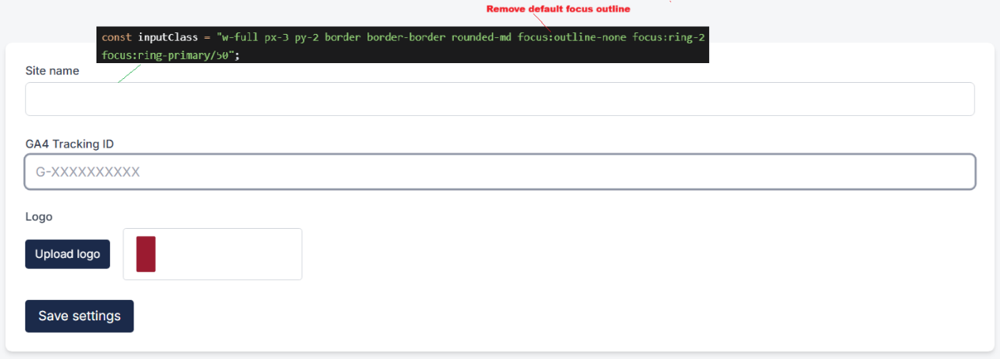 Remove default focus outline
const inputClass = "w-full px-3 py-2 border border-border rounded-md focus:outline-none focus:ring-2
focus:ring-primary/50";
Site name
GA4 Tracking ID
G-XXXXXXXXXX
Logo
Upload logo
Save settings